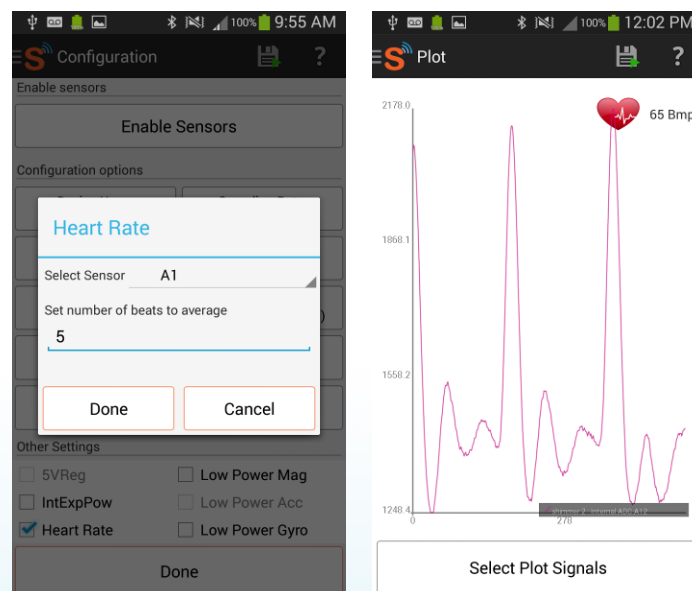 100% 9:55 AM
S Configuration ?
Enable sensors
Enable Sensors
Configuration options
Heart Rate
Select Sensor A1
Set number of beats to average
5
)
Done Cancel
Other Settings
5VReg Low Power Mag
IntExpPow Low Power Acc
Heart Rate Low Power Gyro
Done
100% 12:02 PM
S Plot ?
2178.0
65 Bmp
1868.1
1558.2
1248.4
0 278
Select Plot Signals